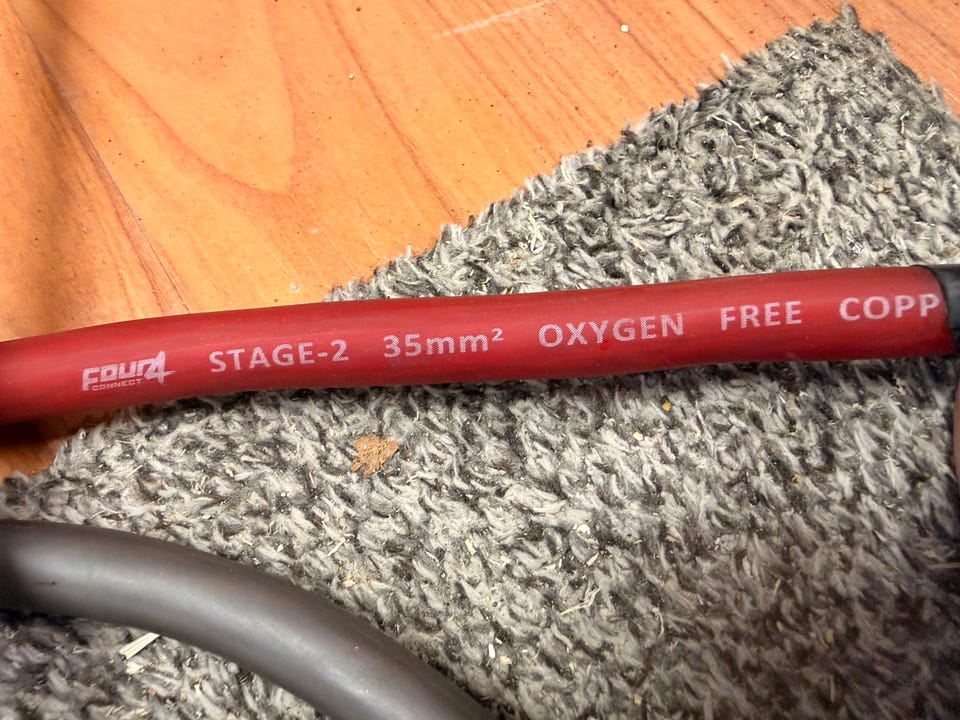 Four4 CONNECT STAGE-2 35mm² OXYGEN FREE COPP